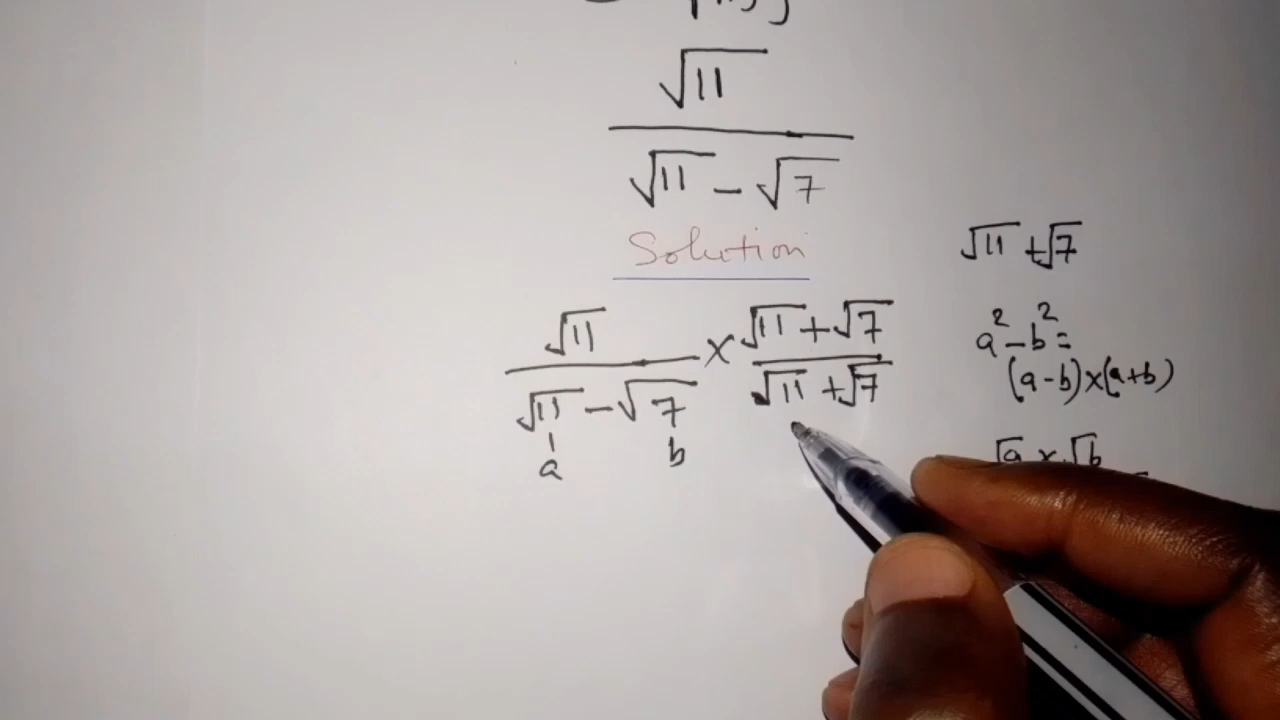 √11
√11 - √7
Solution
√11 × √11 + √7
√11 - √7 √11 + √7
a b
√11 + √7
a² - b² =
(a-b)×(a+b)
√a × √b